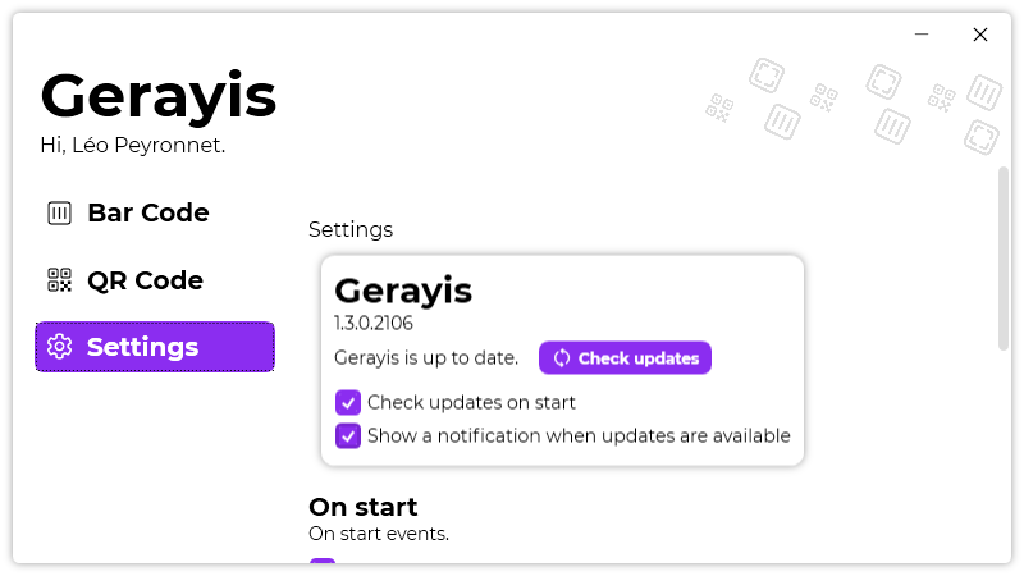 Gerayis
Hi, Léo Peyronnet.
Bar Code
QR Code
Settings
Settings
Gerayis
1.3.0.2106
Gerayis is up to date.
Check updates
Check updates on start
Show a notification when updates are available
On start
On start events.